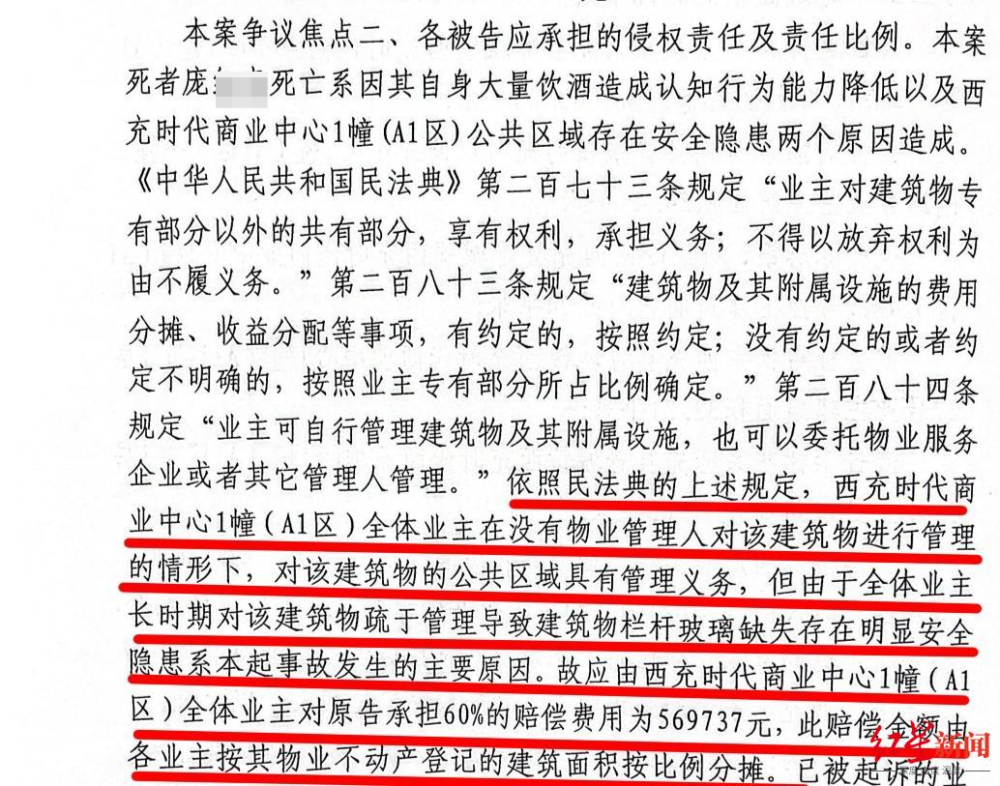 本案争议焦点二、各被告应承担的侵权责任及责任比例。本案
死者庞 死亡系因其自身大量饮酒造成认知行为能力降低以及西
充时代商业中心1幢(A1区)公共区域存在安全隐患两个原因造成。
《中华人民共和国民法典》第二百七十三条规定“业主对建筑物专
有部分以外的共有部分，享有权利，承担义务；不得以放弃权利为
由不履义务。”第二百八十三条规定“建筑物及其附属设施的费用
分摊、收益分配等事项，有约定的，按照约定；没有约定的或者约
定不明确的，按照业主专有部分所占比例确定。”第二百八十四条
规定“业主可自行管理建筑物及其附属设施，也可以委托物业服务
企业或者其它管理人管理。”依照民法典的上述规定，西充时代商
业中心1幢(A1区)全体业主在没有物业管理人对该建筑物进行管理
的情形下，对该建筑物的公共区域具有管理义务，但由于全体业主
长时期对该建筑物疏于管理导致建筑物栏杆玻璃缺失存在明显安全
隐患系本起事故发生的主要原因。故应由西充时代商业中心1幢(A1
区)全体业主对原告承担60%的赔偿费用为569737元，此赔偿金额由
各业主按其物业不动产登记的建筑面积按比例分摊。已被起诉的业
红星新闻